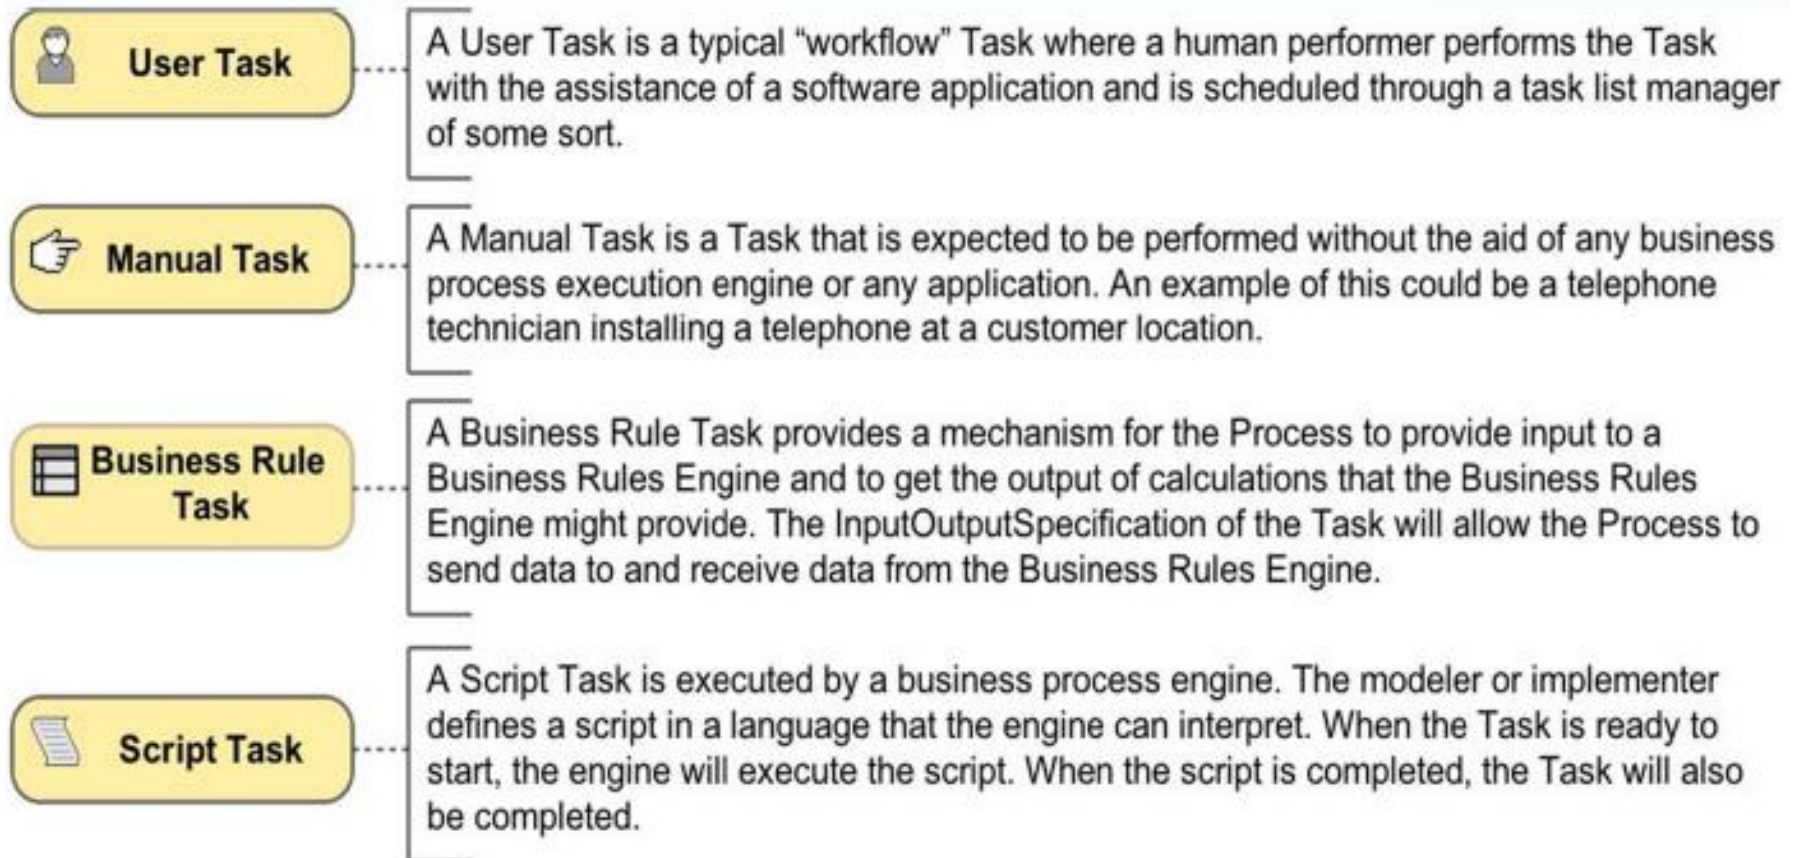 User Task
A User Task is a typical “workflow” Task where a human performer performs the Task
with the assistance of a software application and is scheduled through a task list manager
of some sort.
Manual Task
A Manual Task is a Task that is expected to be performed without the aid of any business
process execution engine or any application. An example of this could be a telephone
technician installing a telephone at a customer location.
Business Rule
Task
A Business Rule Task provides a mechanism for the Process to provide input to a
Business Rules Engine and to get the output of calculations that the Business Rules
Engine might provide. The InputOutputSpecification of the Task will allow the Process to
send data to and receive data from the Business Rules Engine.
Script Task
A Script Task is executed by a business process engine. The modeler or implementer
defines a script in a language that the engine can interpret. When the Task is ready to
start, the engine will execute the script. When the script is completed, the Task will also
be completed.